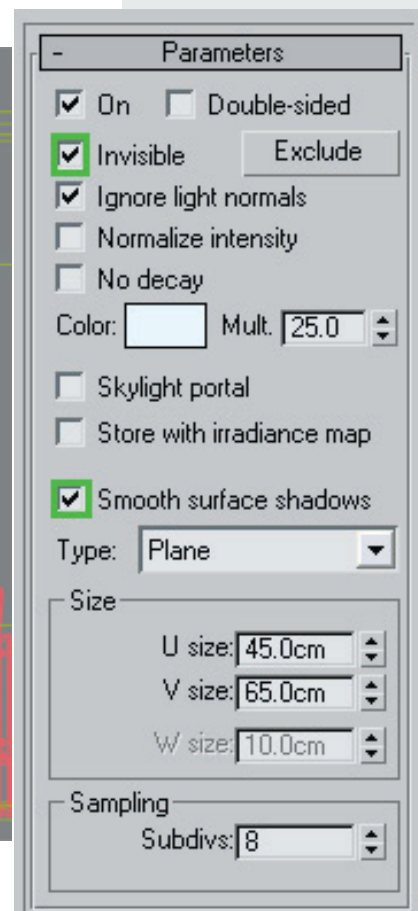 - Parameters
On Double-sided
Invisible Exclude
Ignore light normals
Normalize intensity
No decay
Color: Mult. 25.0
Skylight portal
Store with irradiance map
Smooth surface shadows
Type: Plane
Size
U size: 45.0cm
V size: 65.0cm
W size: 10.0cm
Sampling
Subdivs: 8